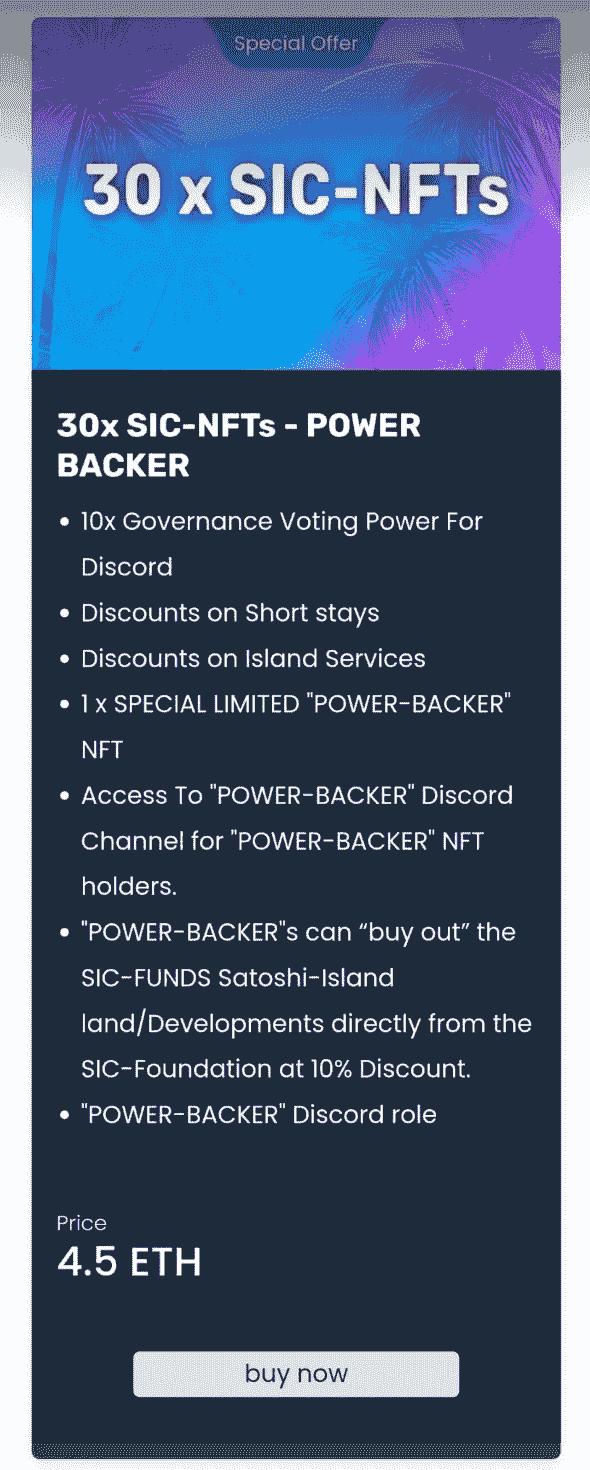 Special Offer
30 x SIC-NFTs
30x SIC-NFTs - POWER
BACKER
• 10x Governance Voting Power For
Discord
• Discounts on Short stays
• Discounts on Island Services
• 1 x SPECIAL LIMITED "POWER-BACKER"
NFT
• Access To "POWER-BACKER" Discord
Channel for "POWER-BACKER" NFT
holders.
• "POWER-BACKER"s can “buy out” the
SIC-FUNDS Satoshi-Island
land/Developments directly from the
SIC-Foundation at 10% Discount.
• "POWER-BACKER" Discord role
Price
4.5 ETH
buy now